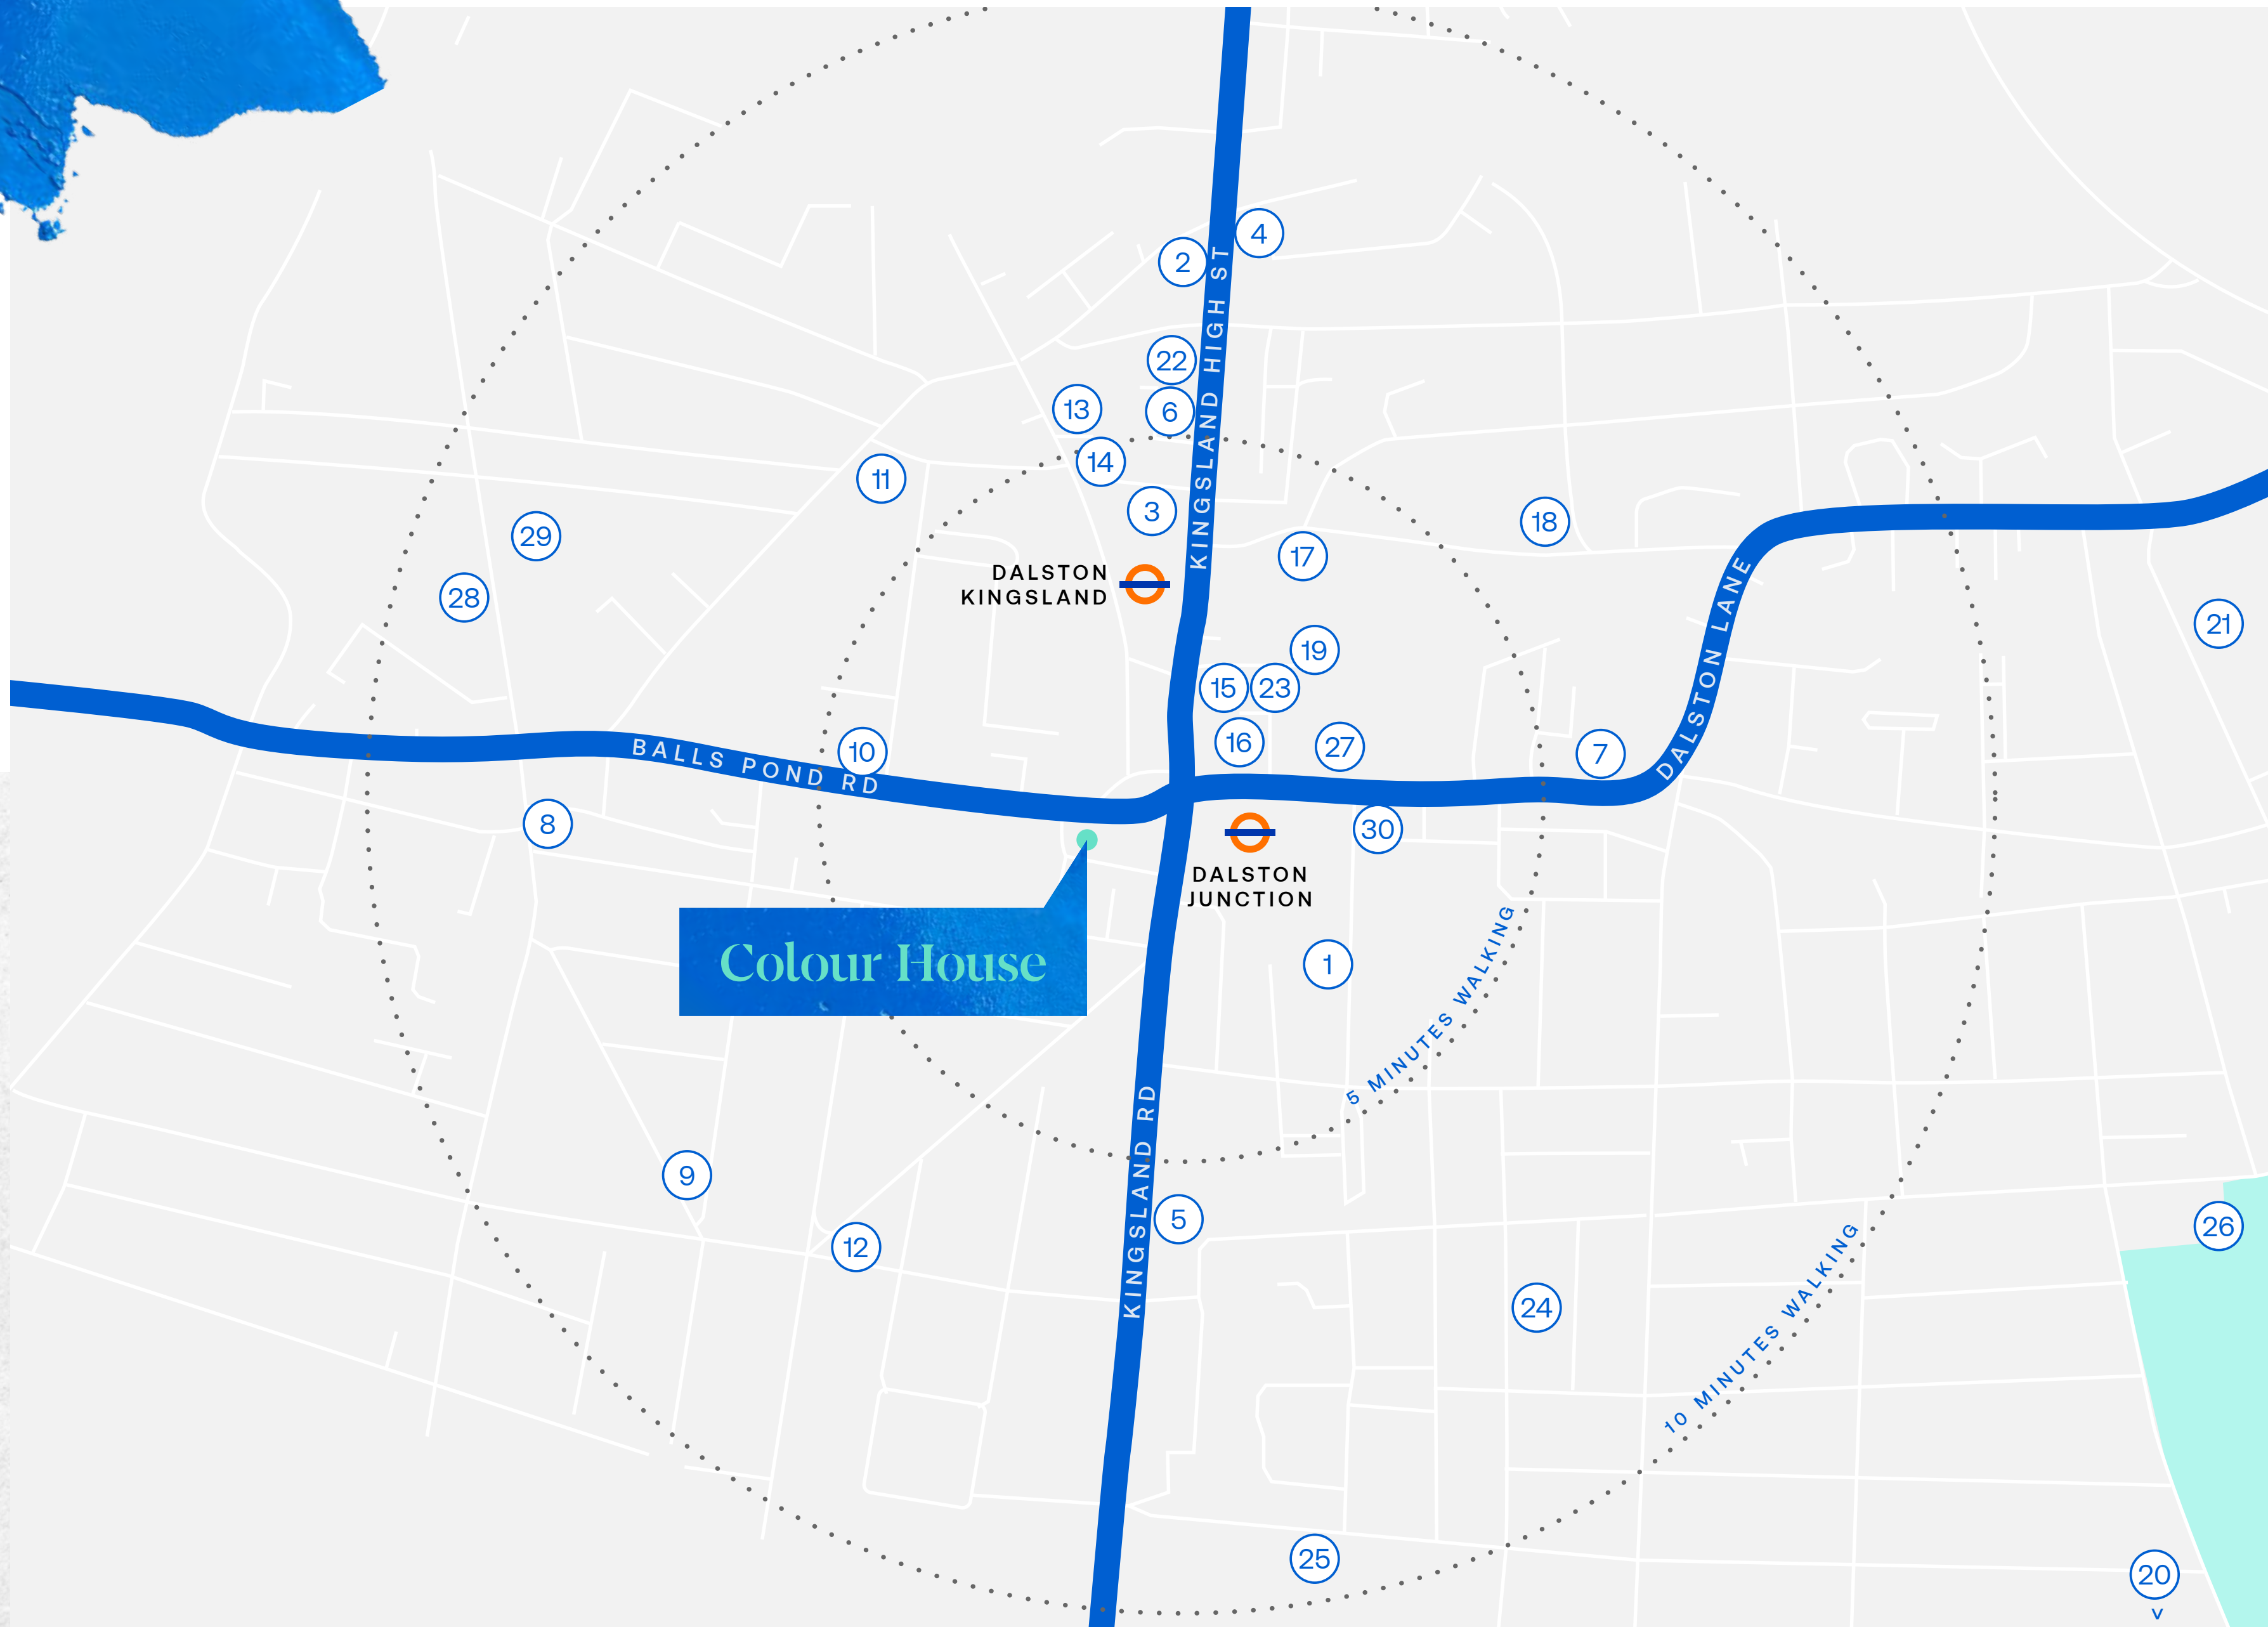 4
2
KINGSLAND HIGH ST
22
13
6
14
11
3
18
29
17
DALSTON
KINGSLAND
28
DALSTON LANE
21
19
15
23
16
27
10
7
BALLS POND RD
8
30
DALSTON
JUNCTION
Colour House
1
5 MINUTES WALKING
KINGSLAND RD
9
5
12
26
24
10 MINUTES WALKING
25
20